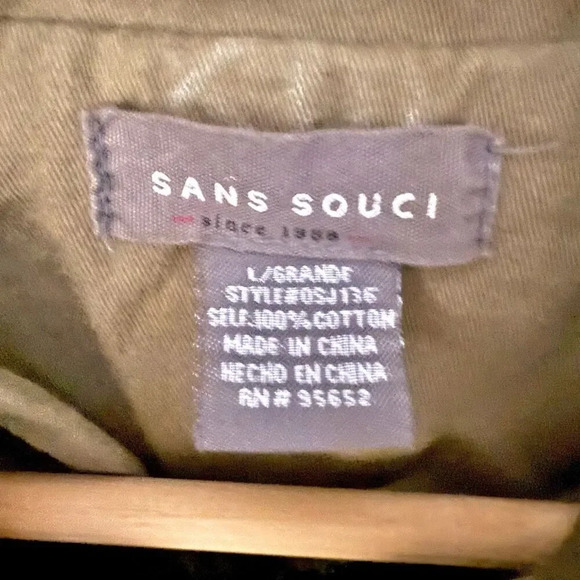 SANS SOUCI
since
L/GRANDE
STYLE#OSJ136
SELF:100%COTTON
MADE IN CHINA
HECHO EN CHINA
RN# 95652